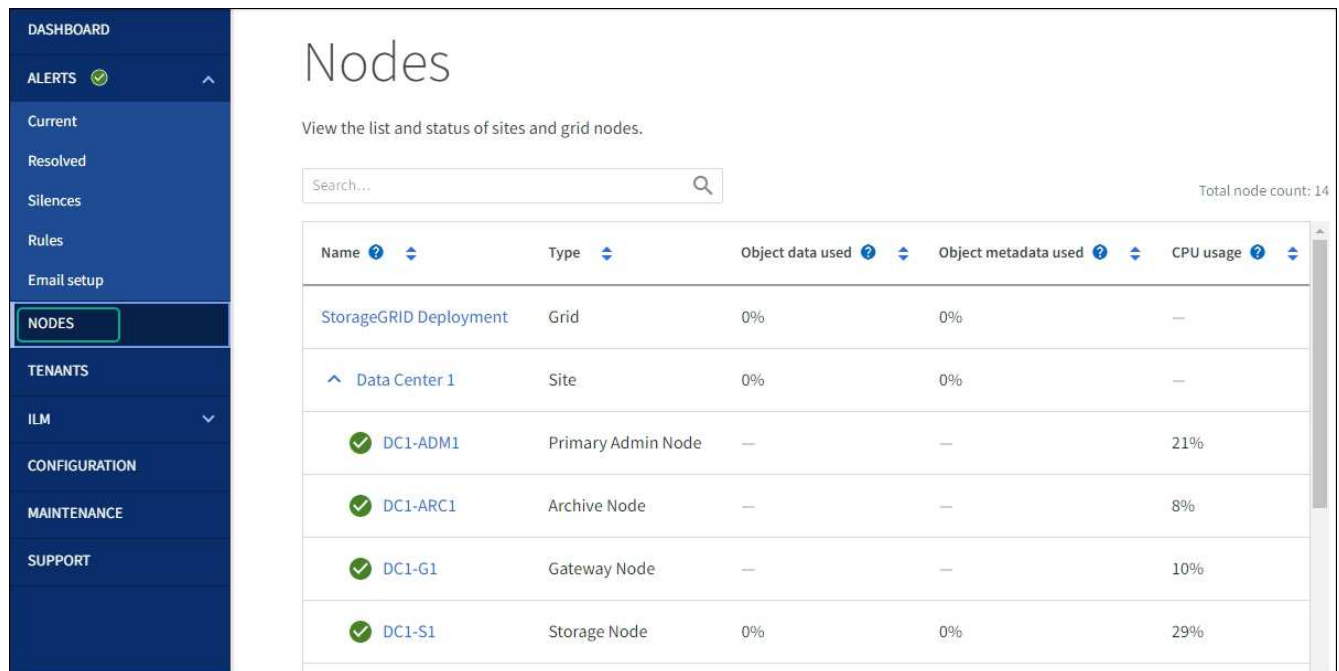 DASHBOARD
ALERTS
Current
Resolved
Silences
Rules
Email setup
NODES
TENANTS
ILM
CONFIGURATION
MAINTENANCE
SUPPORT
Nodes
View the list and status of sites and grid nodes.
Search...
Total node count: 14
Name ? Type Object data used ? Object metadata used ? CPU usage ?
StorageGRID Deployment Grid 0% 0% —
Data Center 1 Site 0% 0% —
DC1-ADM1 Primary Admin Node — — 21%
DC1-ARC1 Archive Node — — 8%
DC1-G1 Gateway Node — — 10%
DC1-S1 Storage Node 0% 0% 29%